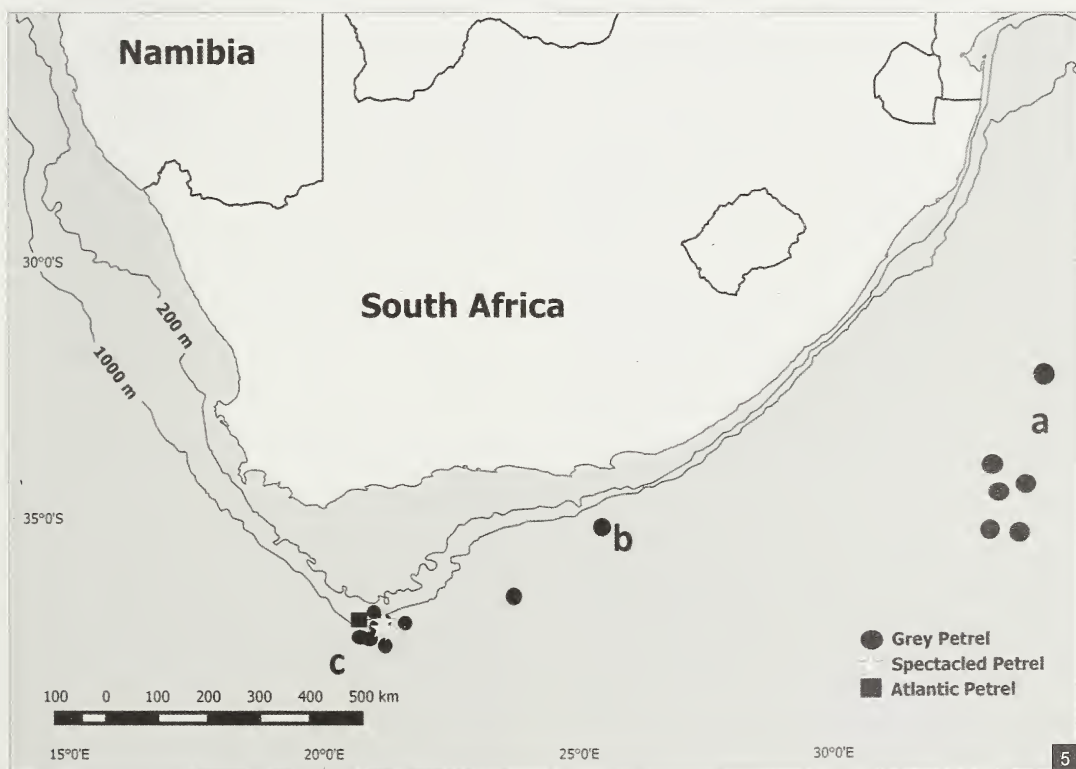 Namibia
30°0'S
South Africa
200 m
1000 m
a
35°0'S
b
Grey Petrel
c
Spectacled Petrel
100 0 100 200 300 400 500 km
Atlantic Petrel
15°0'E 20°0'E 25°0'E 30°0'E
5